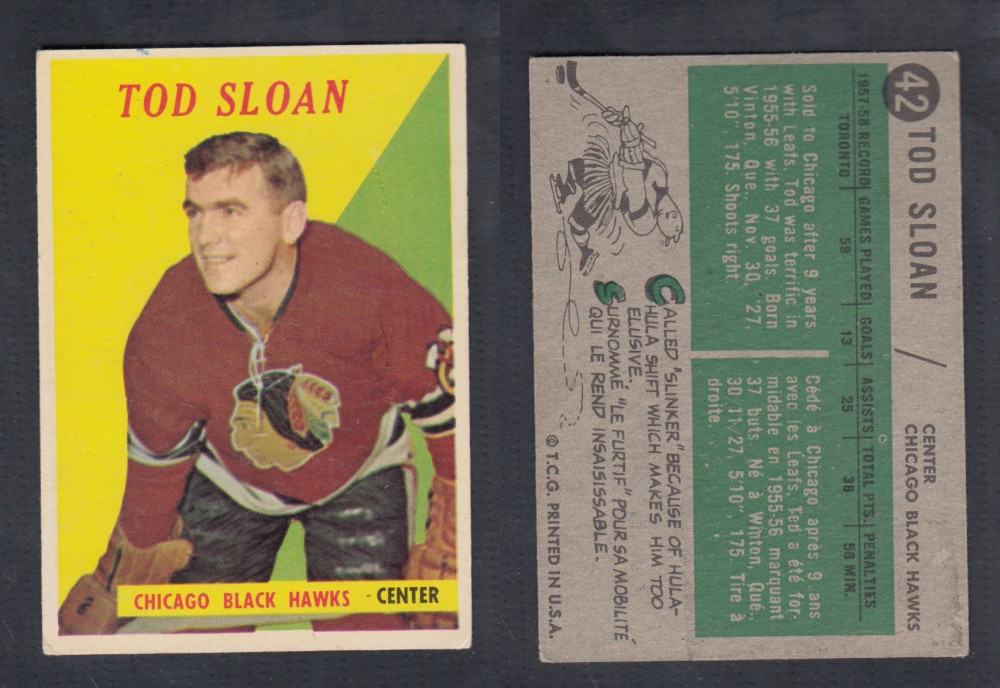 TOD SLOAN
CHICAGO BLACK HAWKS - CENTER
42 TOD SLOAN / CENTER
CHICAGO BLACK HAWKS
1957-58 RECORD GAMES PLAYED GOALS ASSISTS TOTAL PTS. PENALTIES
TORONTO 59 13 25 38 58 MIN.
Sold to Chicago after 9 years
with Leafs, Tod was terrific in
1955-56 with 37 goals. Born
Vinton, Que., Nov. 30, '27,
5'10", 175. Shoots right.
Cédé à Chicago après 9 ans
avec les Leafs, Ted a été for-
midable en 1955-56 marquant
37 buts. Né à Winton, Qué.,
30/11/27, 5'10", 175. Tire à
droite.
CALLED "SLINKER" BECAUSE OF HULA-
HULA SHIFT WHICH MAKES HIM TOO
ELUSIVE.
SURNOMMÉ "LE FURTIF" POUR SA MOBILITÉ
QUI LE REND INSAISISSABLE.
© T.C.G. PRINTED IN U.S.A.